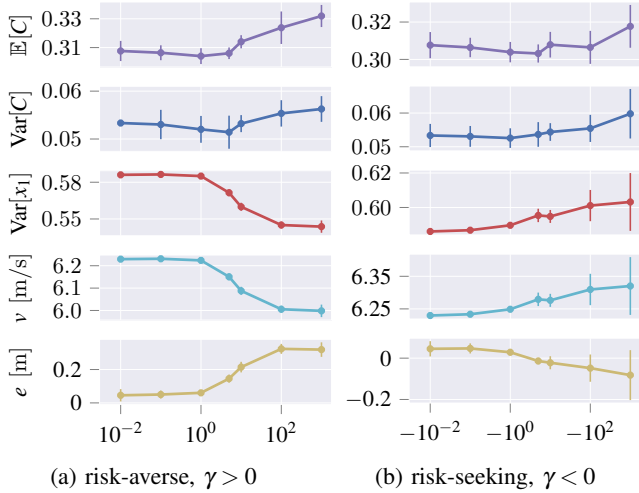 𝔼[C]
0.33
0.31
0.32
0.30
Var[C]
0.06
0.05
0.06
0.05
Var[x₁]
0.58
0.55
0.62
0.60
v [m/s]
6.2
6.0
6.35
6.25
e [m]
0.2
0
0
−0.2
10⁻² 10⁰ 10² −10⁻² −10⁰ −10²
(a) risk-averse, γ > 0 (b) risk-seeking, γ < 0